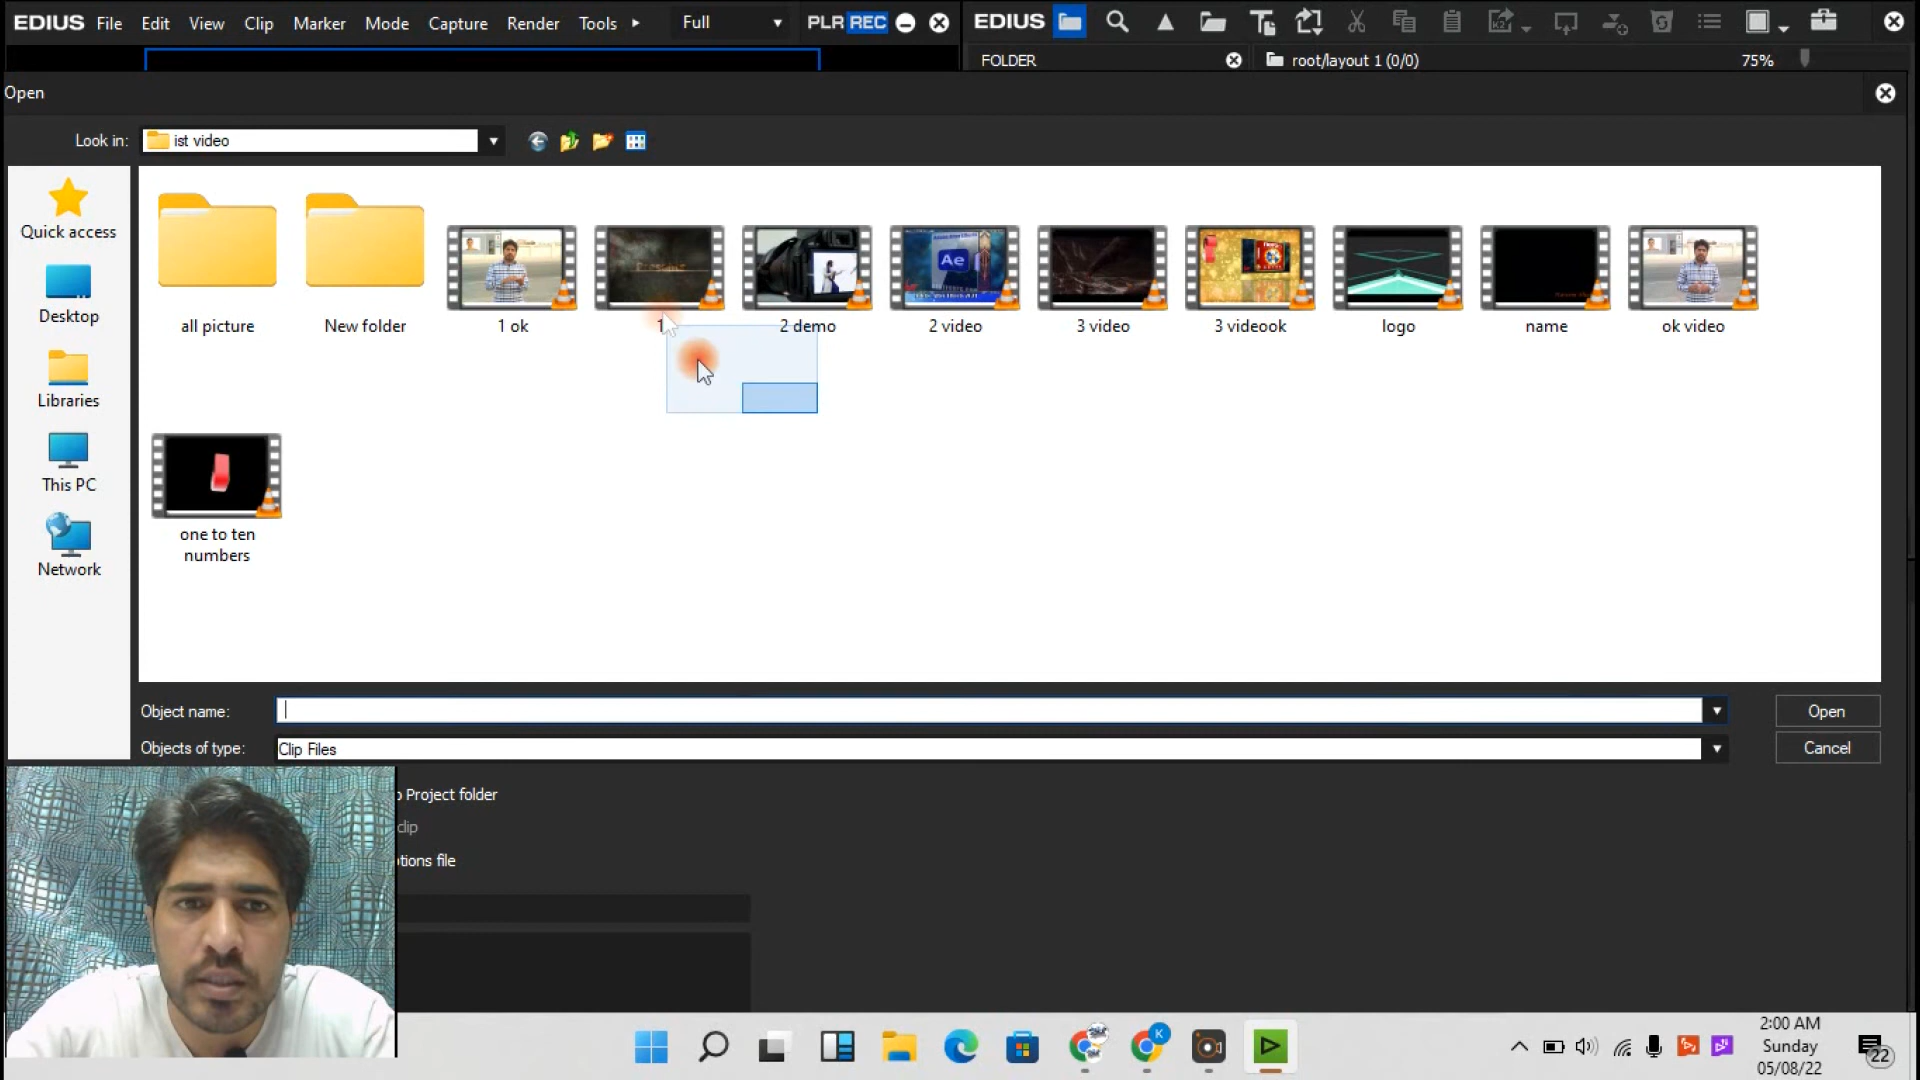 EDIUS File Edit View Clip Marker Mode Capture Render Tools Full PLR REC EDIUS
FOLDER root/layout 1 (0/0) 75%
Open
Look in: ist video
Quick access
Desktop
Libraries
This PC
Network
all picture New folder 1 ok 1 2 demo 2 video 3 video 3 videook logo name ok video
Ae
one to ten
numbers
Object name: Open
Objects of type: Clip Files Cancel
Project folder
clip
ptions file
K
2:00 AM
Sunday
05/08/22
22